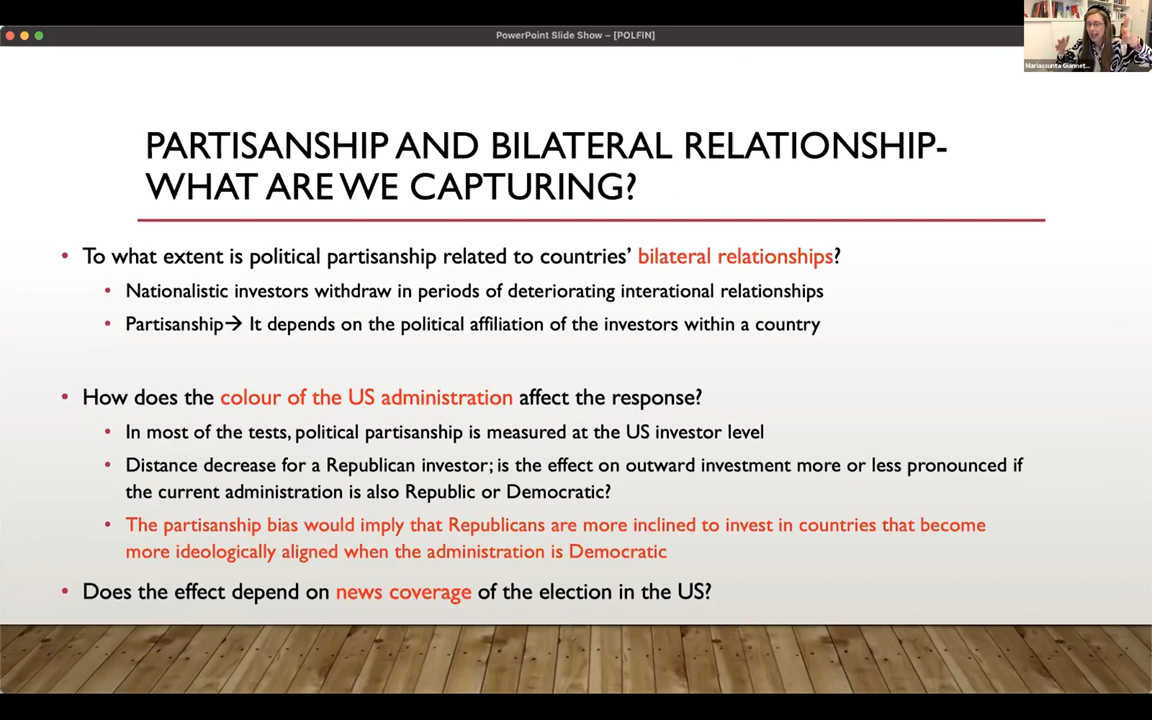 PowerPoint Slide Show – [POLFIN]
Mariassunta Giannet...
PARTISANSHIP AND BILATERAL RELATIONSHIP-
WHAT ARE WE CAPTURING?
• To what extent is political partisanship related to countries’ bilateral relationships?
• Nationalistic investors withdraw in periods of deteriorating interational relationships
• Partisanship→ It depends on the political affiliation of the investors within a country
• How does the colour of the US administration affect the response?
• In most of the tests, political partisanship is measured at the US investor level
• Distance decrease for a Republican investor; is the effect on outward investment more or less pronounced if
the current administration is also Republic or Democratic?
• The partisanship bias would imply that Republicans are more inclined to invest in countries that become
more ideologically aligned when the administration is Democratic
• Does the effect depend on news coverage of the election in the US?